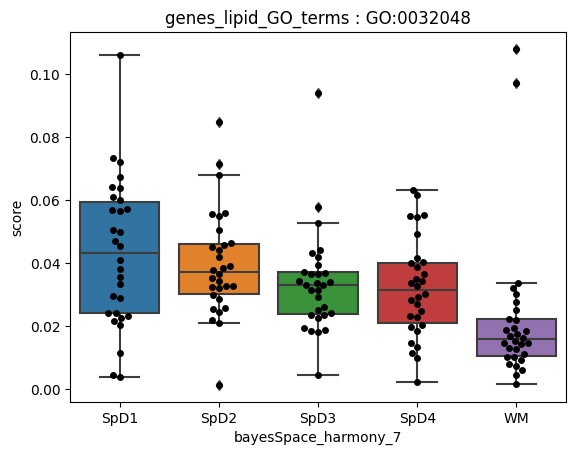 genes_lipid_GO_terms : GO:0032048
0.10
0.08
0.06
0.04
0.02
0.00
score
SpD1 SpD2 SpD3 SpD4 WM
bayesSpace_harmony_7